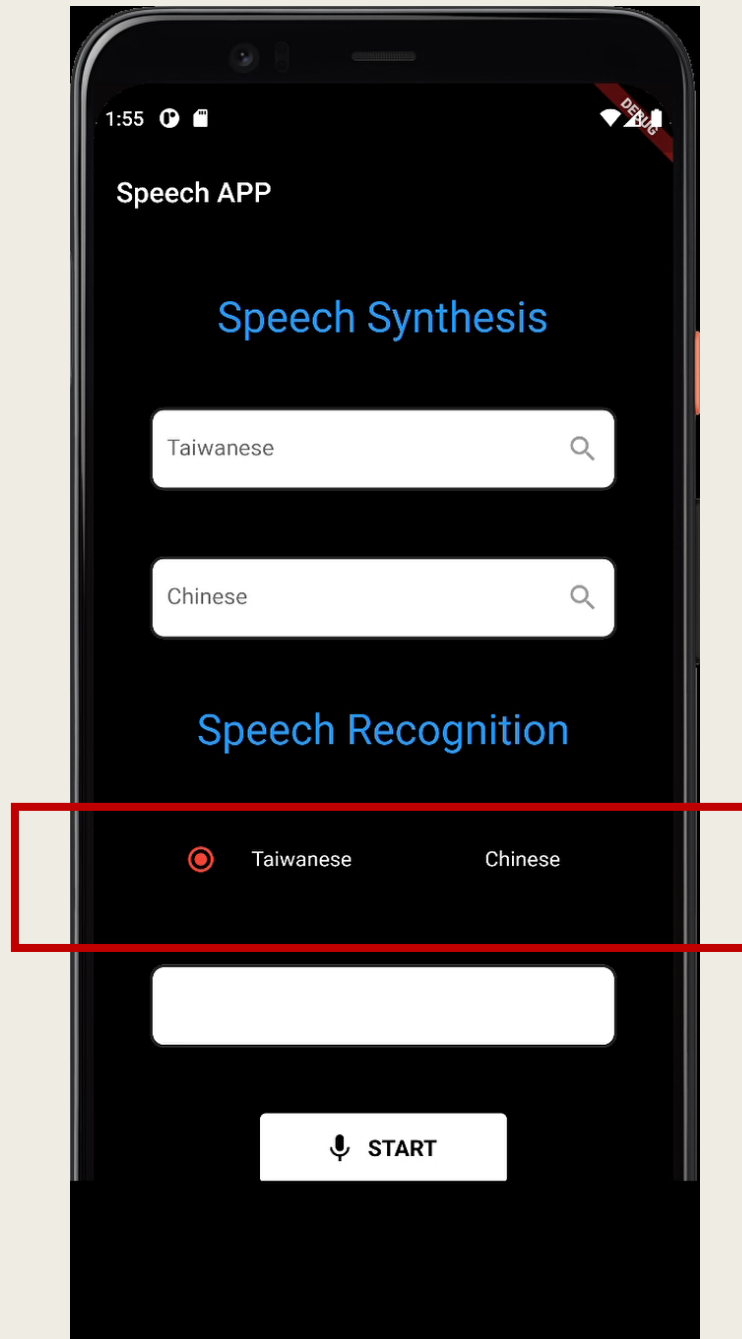 1:55
DEBUG
Speech APP
Speech Synthesis
Taiwanese
Chinese
Speech Recognition
Taiwanese Chinese
START